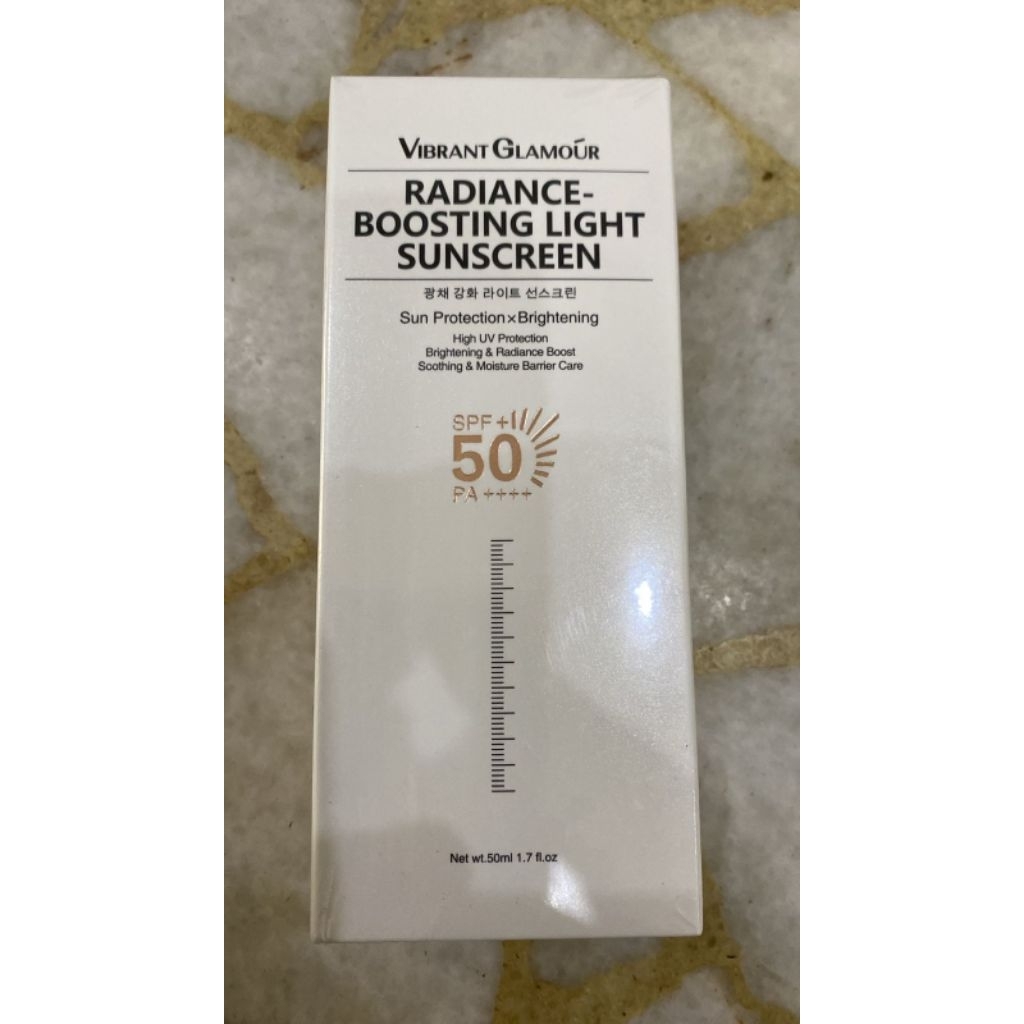 VIBRANT GLAMOUR
RADIANCE-
BOOSTING LIGHT
SUNSCREEN
광채 강화 라이트 선스크린
Sun Protection×Brightening
High UV Protection
Brightening & Radiance Boost
Soothing & Moisture Barrier Care
SPF +
50
PA ++++
Net wt.50ml 1.7 fl.oz